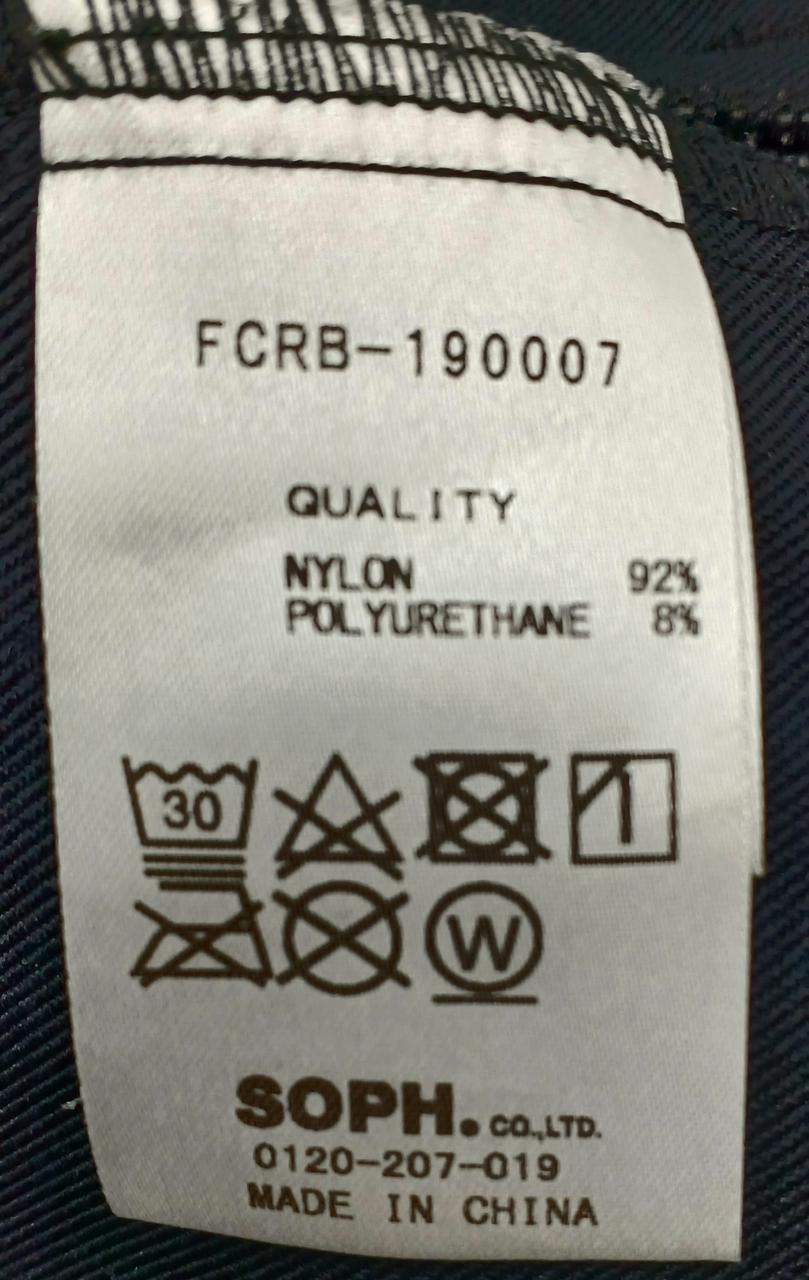 FCRB-190007
QUALITY
NYLON 92%
POLYURETHANE 8%
30
W
SOPH. CO.,LTD.
0120-207-019
MADE IN CHINA